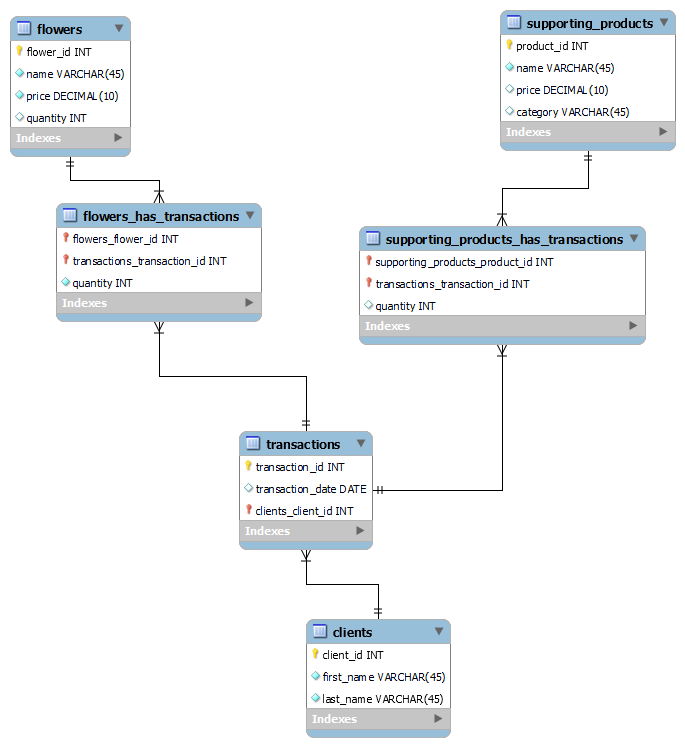 flowers
flower_id INT
name VARCHAR(45)
price DECIMAL(10)
quantity INT
Indexes
supporting_products
product_id INT
name VARCHAR(45)
price DECIMAL(10)
category VARCHAR(45)
Indexes
flowers_has_transactions
flowers_flower_id INT
transactions_transaction_id INT
quantity INT
Indexes
supporting_products_has_transactions
supporting_products_product_id INT
transactions_transaction_id INT
quantity INT
Indexes
transactions
transaction_id INT
transaction_date DATE
clients_client_id INT
Indexes
clients
client_id INT
first_name VARCHAR(45)
last_name VARCHAR(45)
Indexes